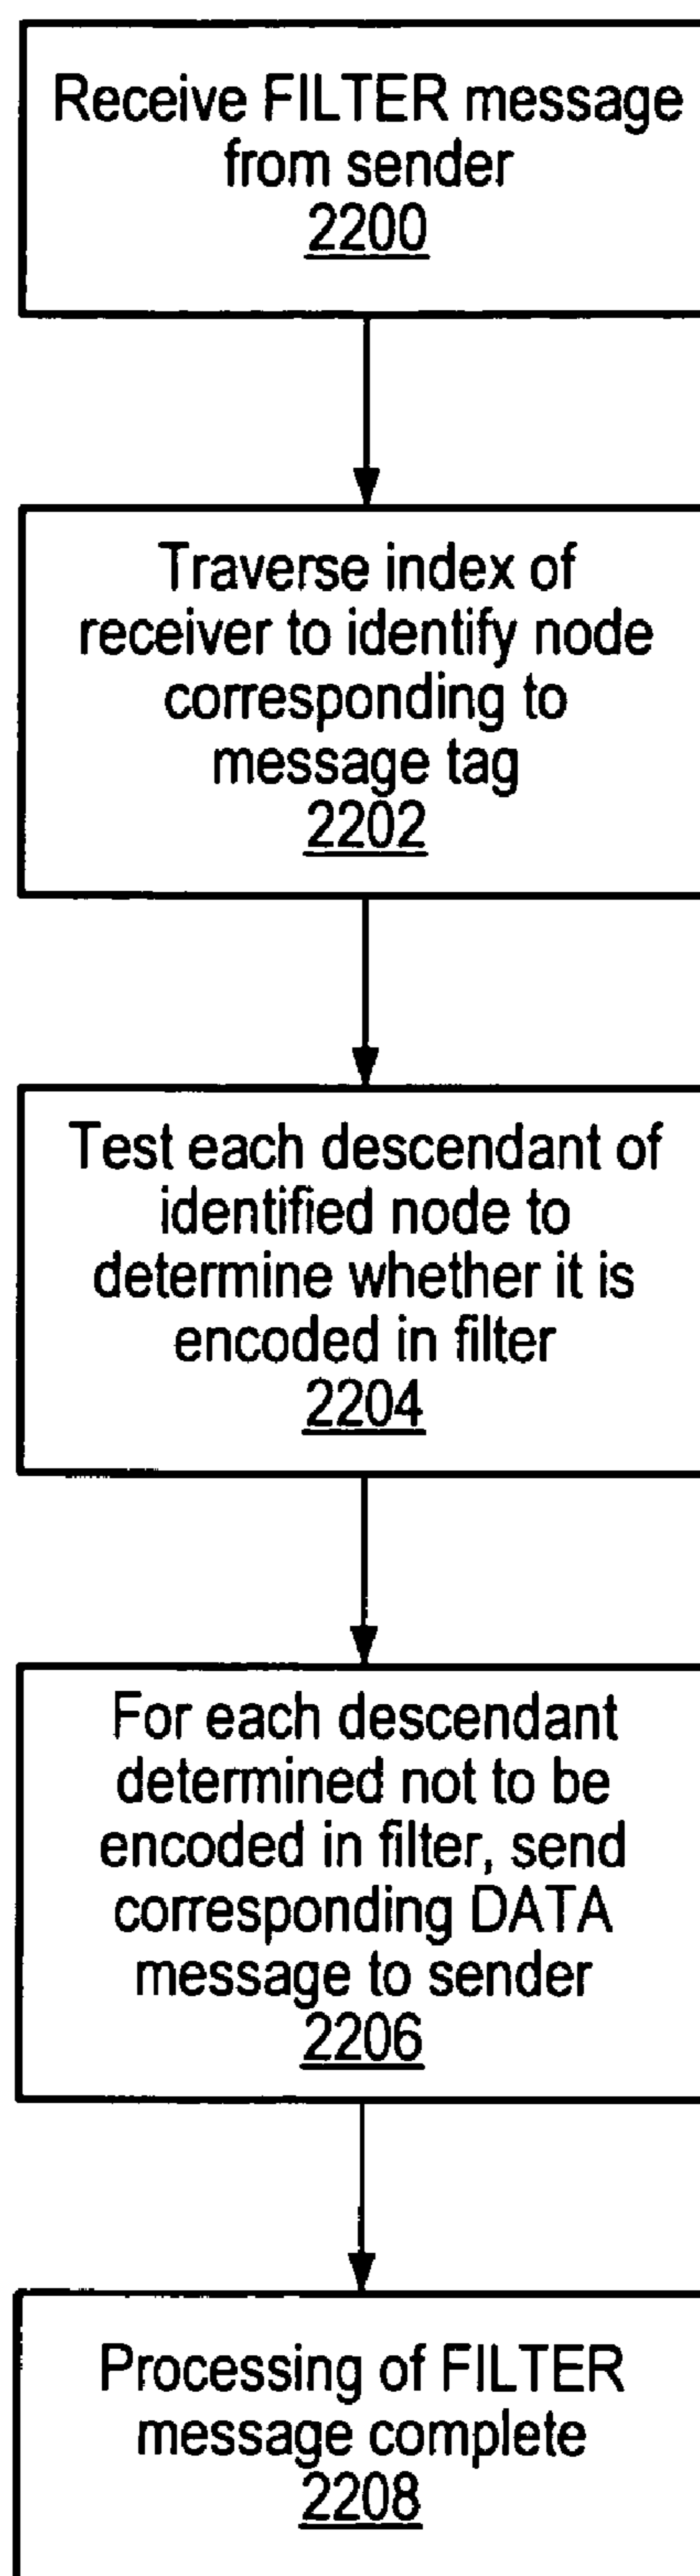 Receive FILTER message
from sender
2200
Traverse index of
receiver to identify node
corresponding to
message tag
2202
Test each descendant of
identified node to
determine whether it is
encoded in filter
2204
For each descendant
determined not to be
encoded in filter, send
corresponding DATA
message to sender
2206
Processing of FILTER
message complete
2208